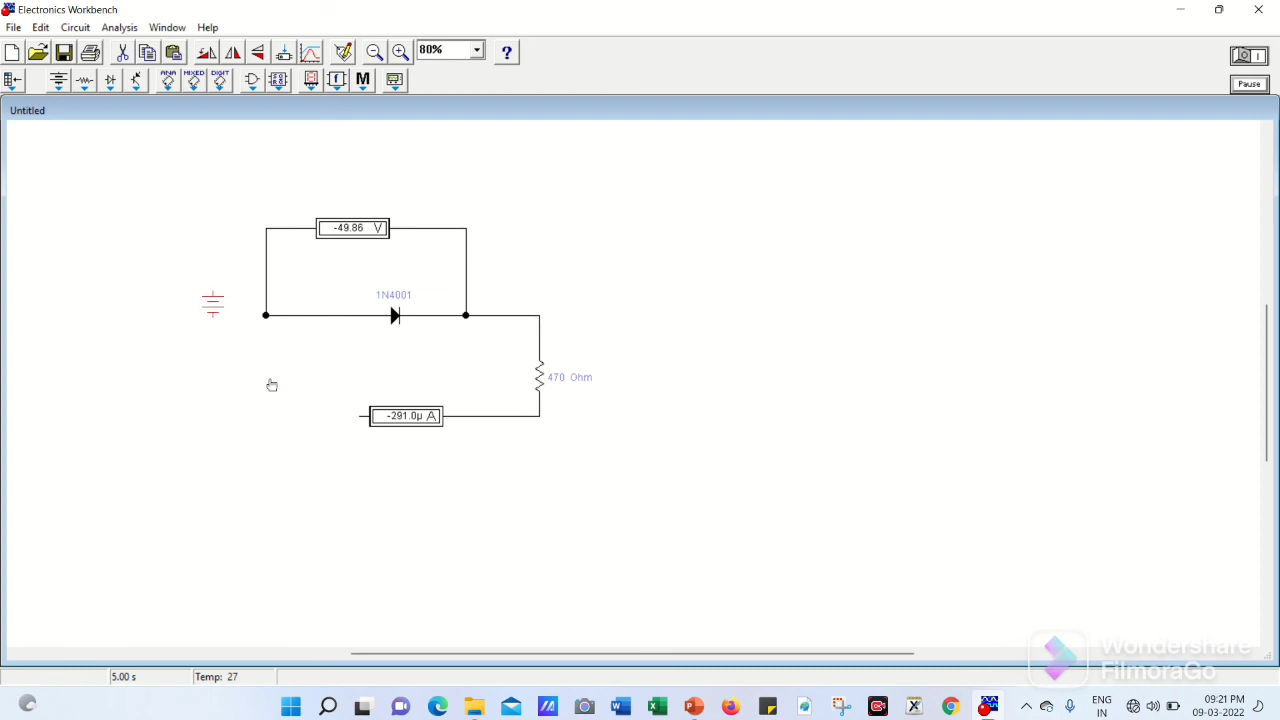 Electronics Workbench
File Edit Circuit Analysis Window Help
80%
?
I
ANA MIXED DIGIT
f
M
Pause
Untitled
-49.86 V
1N4001
470 Ohm
-291.0µ A
Wondershare
FilmoraGo
5.00 s Temp: 27
ENG
IN
09:21 PM
09-03-2022